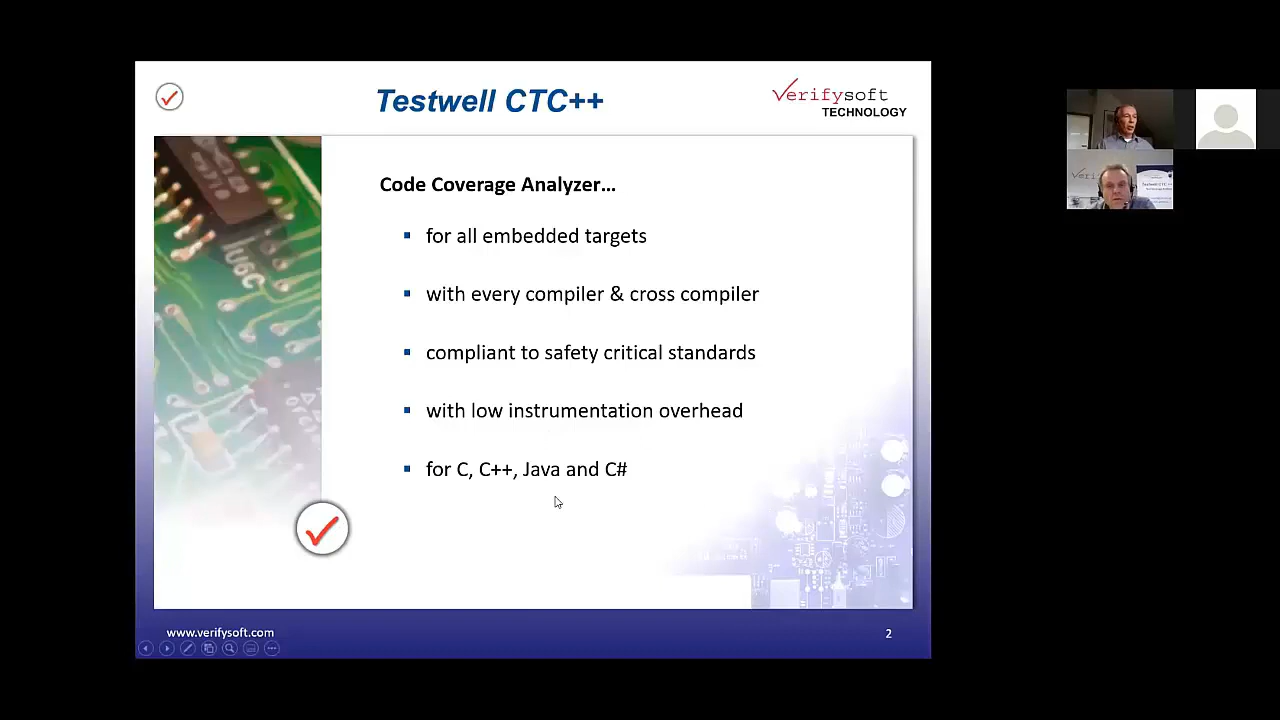 Testwell CTC++
Verifysoft
TECHNOLOGY
Code Coverage Analyzer...
for all embedded targets
with every compiler & cross compiler
compliant to safety critical standards
with low instrumentation overhead
for C, C++, Java and C#
www.verifysoft.com
2